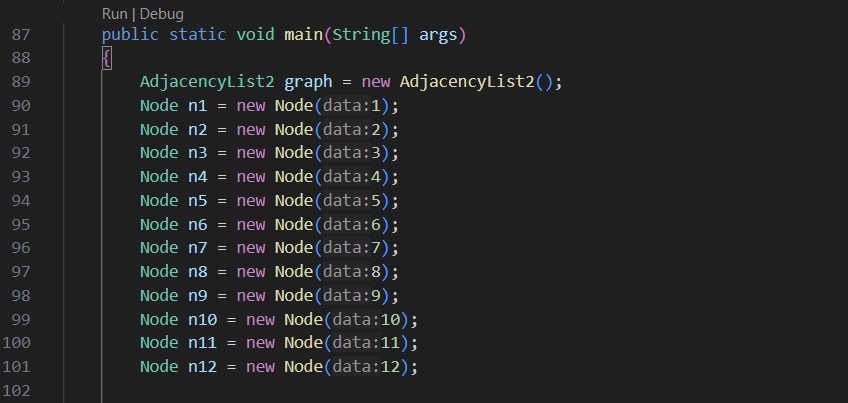 Run | Debug
87 public static void main(String[] args)
88 {
89 AdjacencyList2 graph = new AdjacencyList2();
90 Node n1 = new Node(data:1);
91 Node n2 = new Node(data:2);
92 Node n3 = new Node(data:3);
93 Node n4 = new Node(data:4);
94 Node n5 = new Node(data:5);
95 Node n6 = new Node(data:6);
96 Node n7 = new Node(data:7);
97 Node n8 = new Node(data:8);
98 Node n9 = new Node(data:9);
99 Node n10 = new Node(data:10);
100 Node n11 = new Node(data:11);
101 Node n12 = new Node(data:12);
102